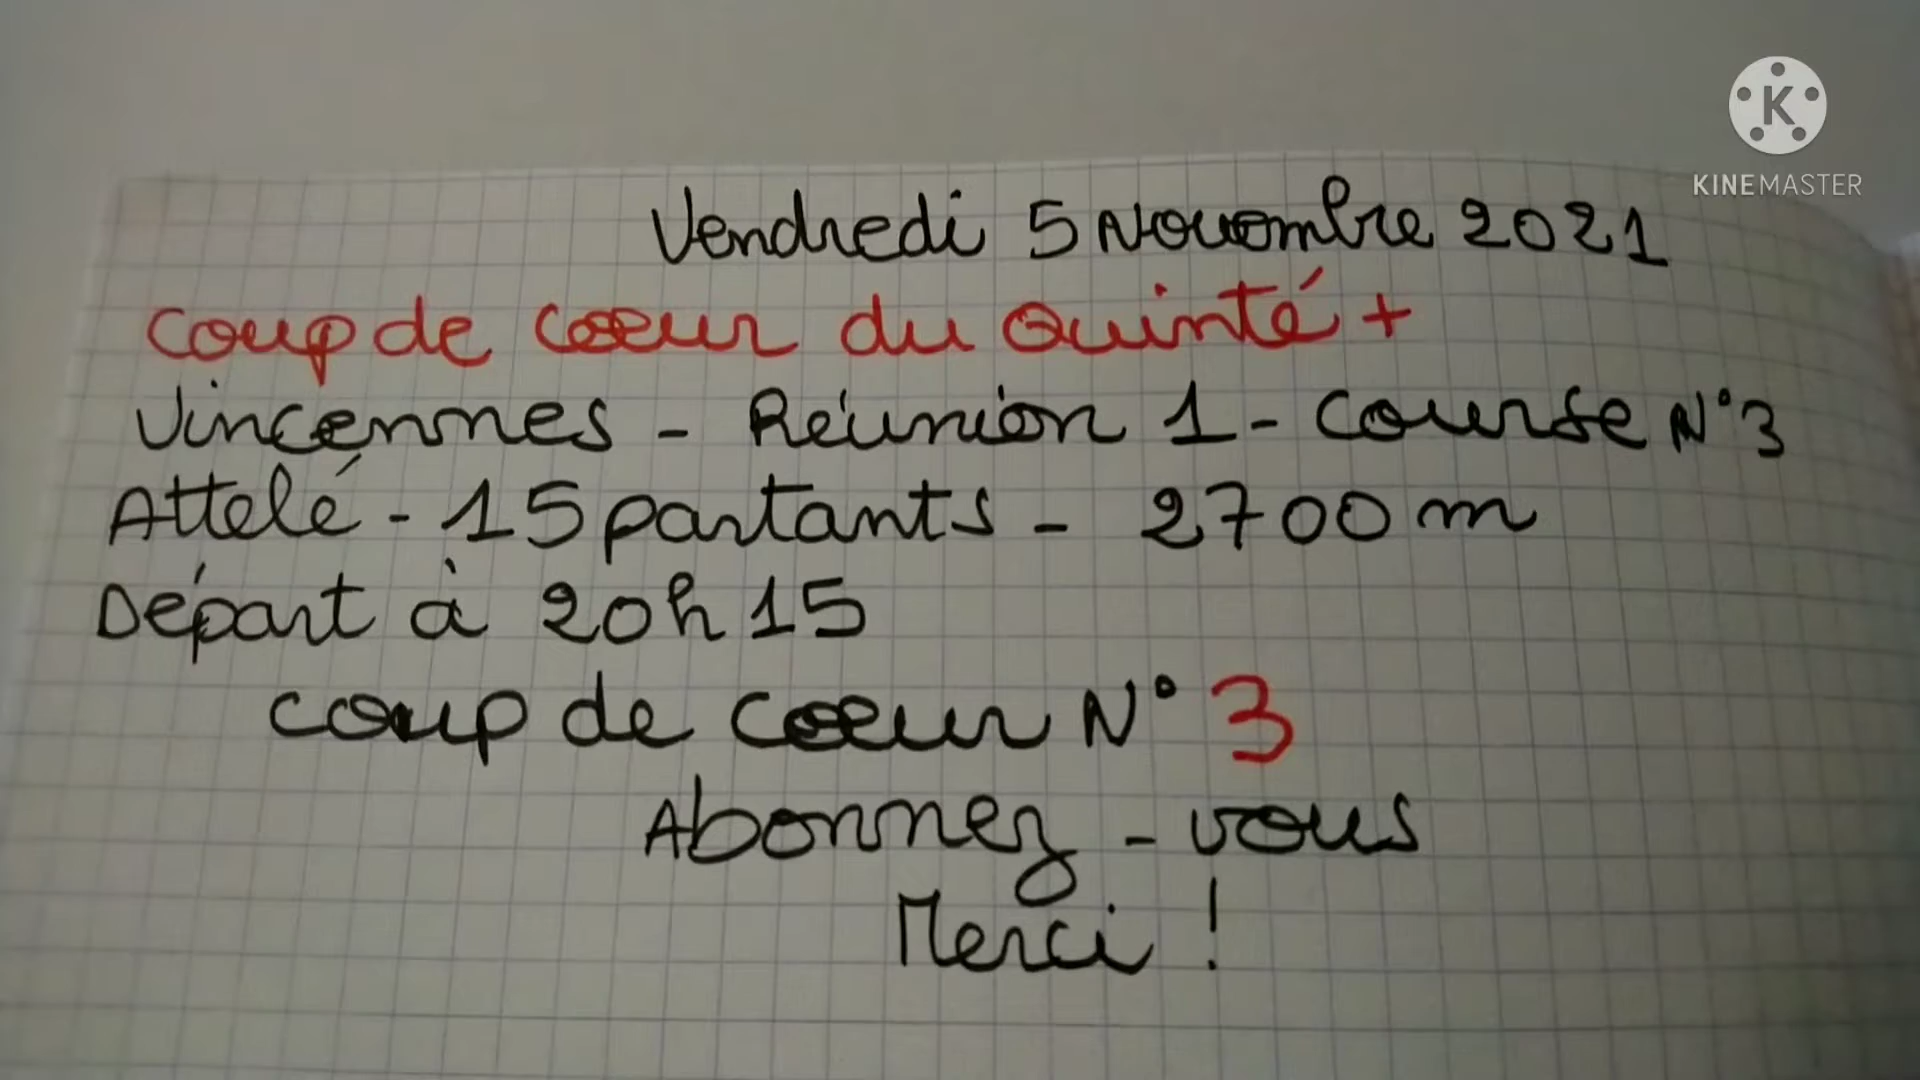 K
KINEMASTER
Vendredi 5 Novembre 2021
Coup de coeur du Quinté +
Vincennes - Réunion 1 - Course N° 3
Attelé - 15 partants - 2700 m
Départ à 20h15
Coup de coeur N° 3
Abonnez - vous
Merci !